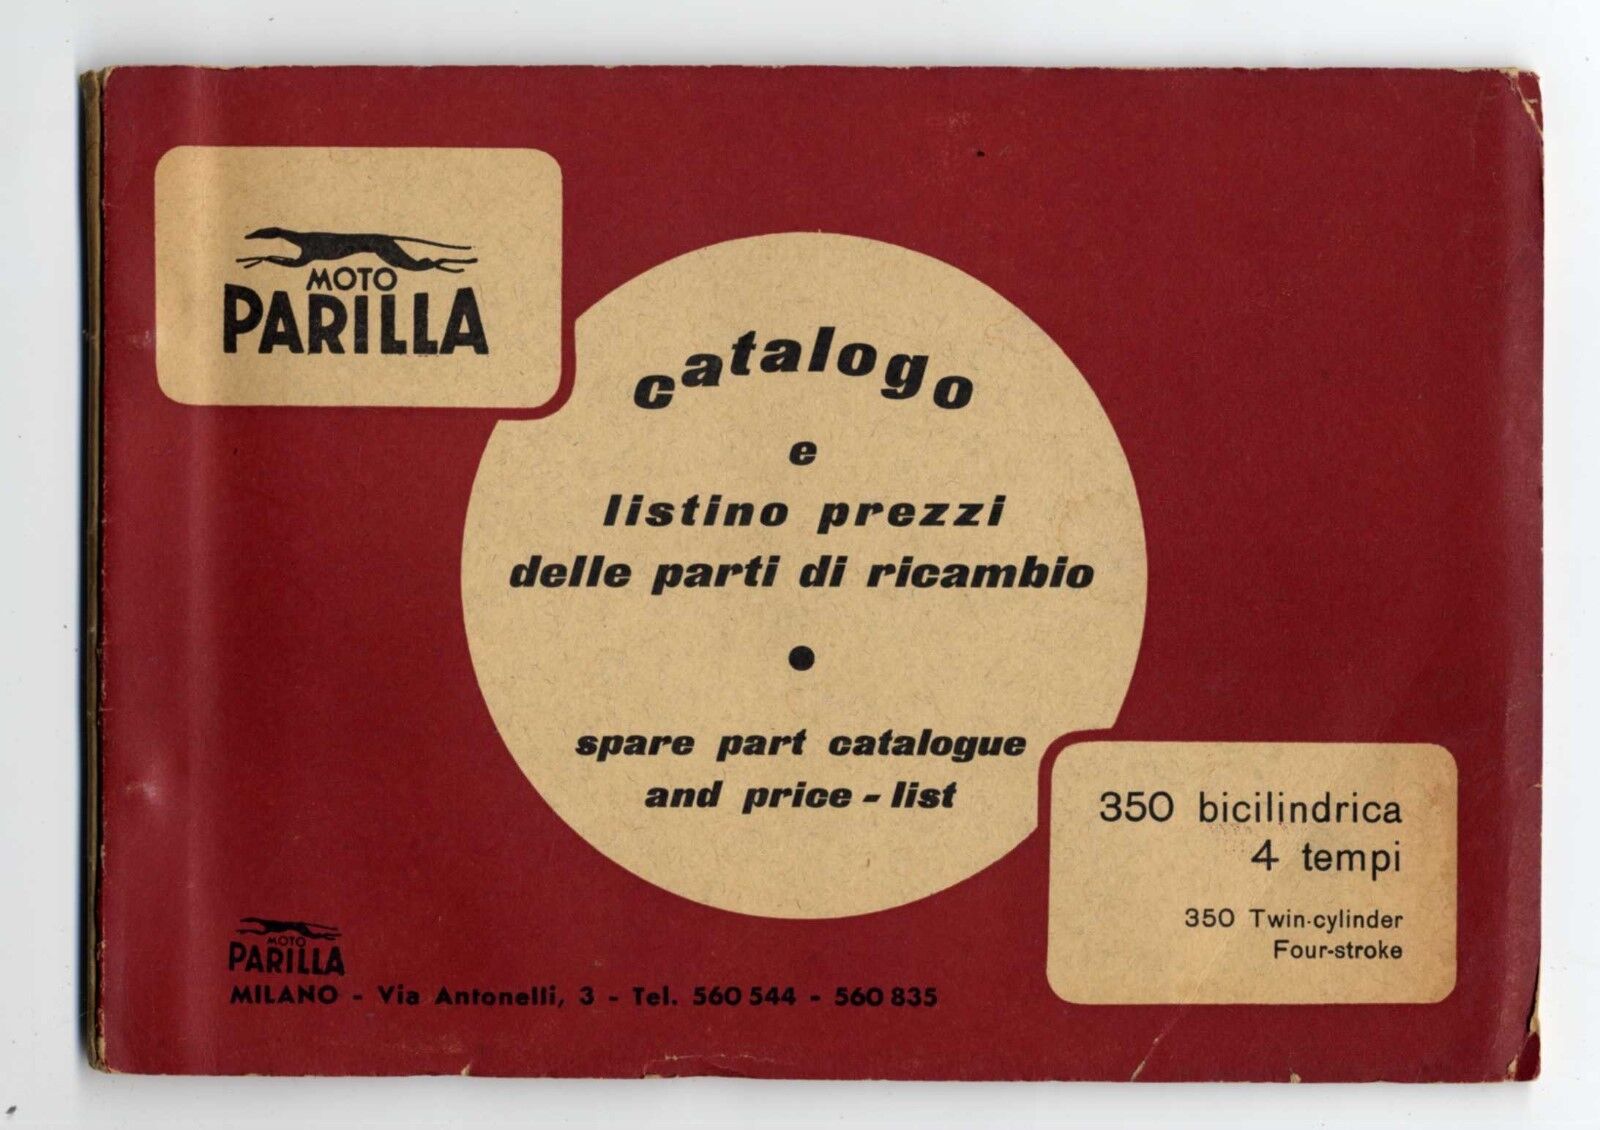 MOTO
PARILLA
catalogo
e
listino prezzi
delle parti di ricambio
●
spare part catalogue
and price - list
350 bicilindrica
4 tempi
350 Twin-cylinder
Four-stroke
MOTO
PARILLA
MILANO - Via Antonelli, 3 - Tel. 560 544 - 560 835